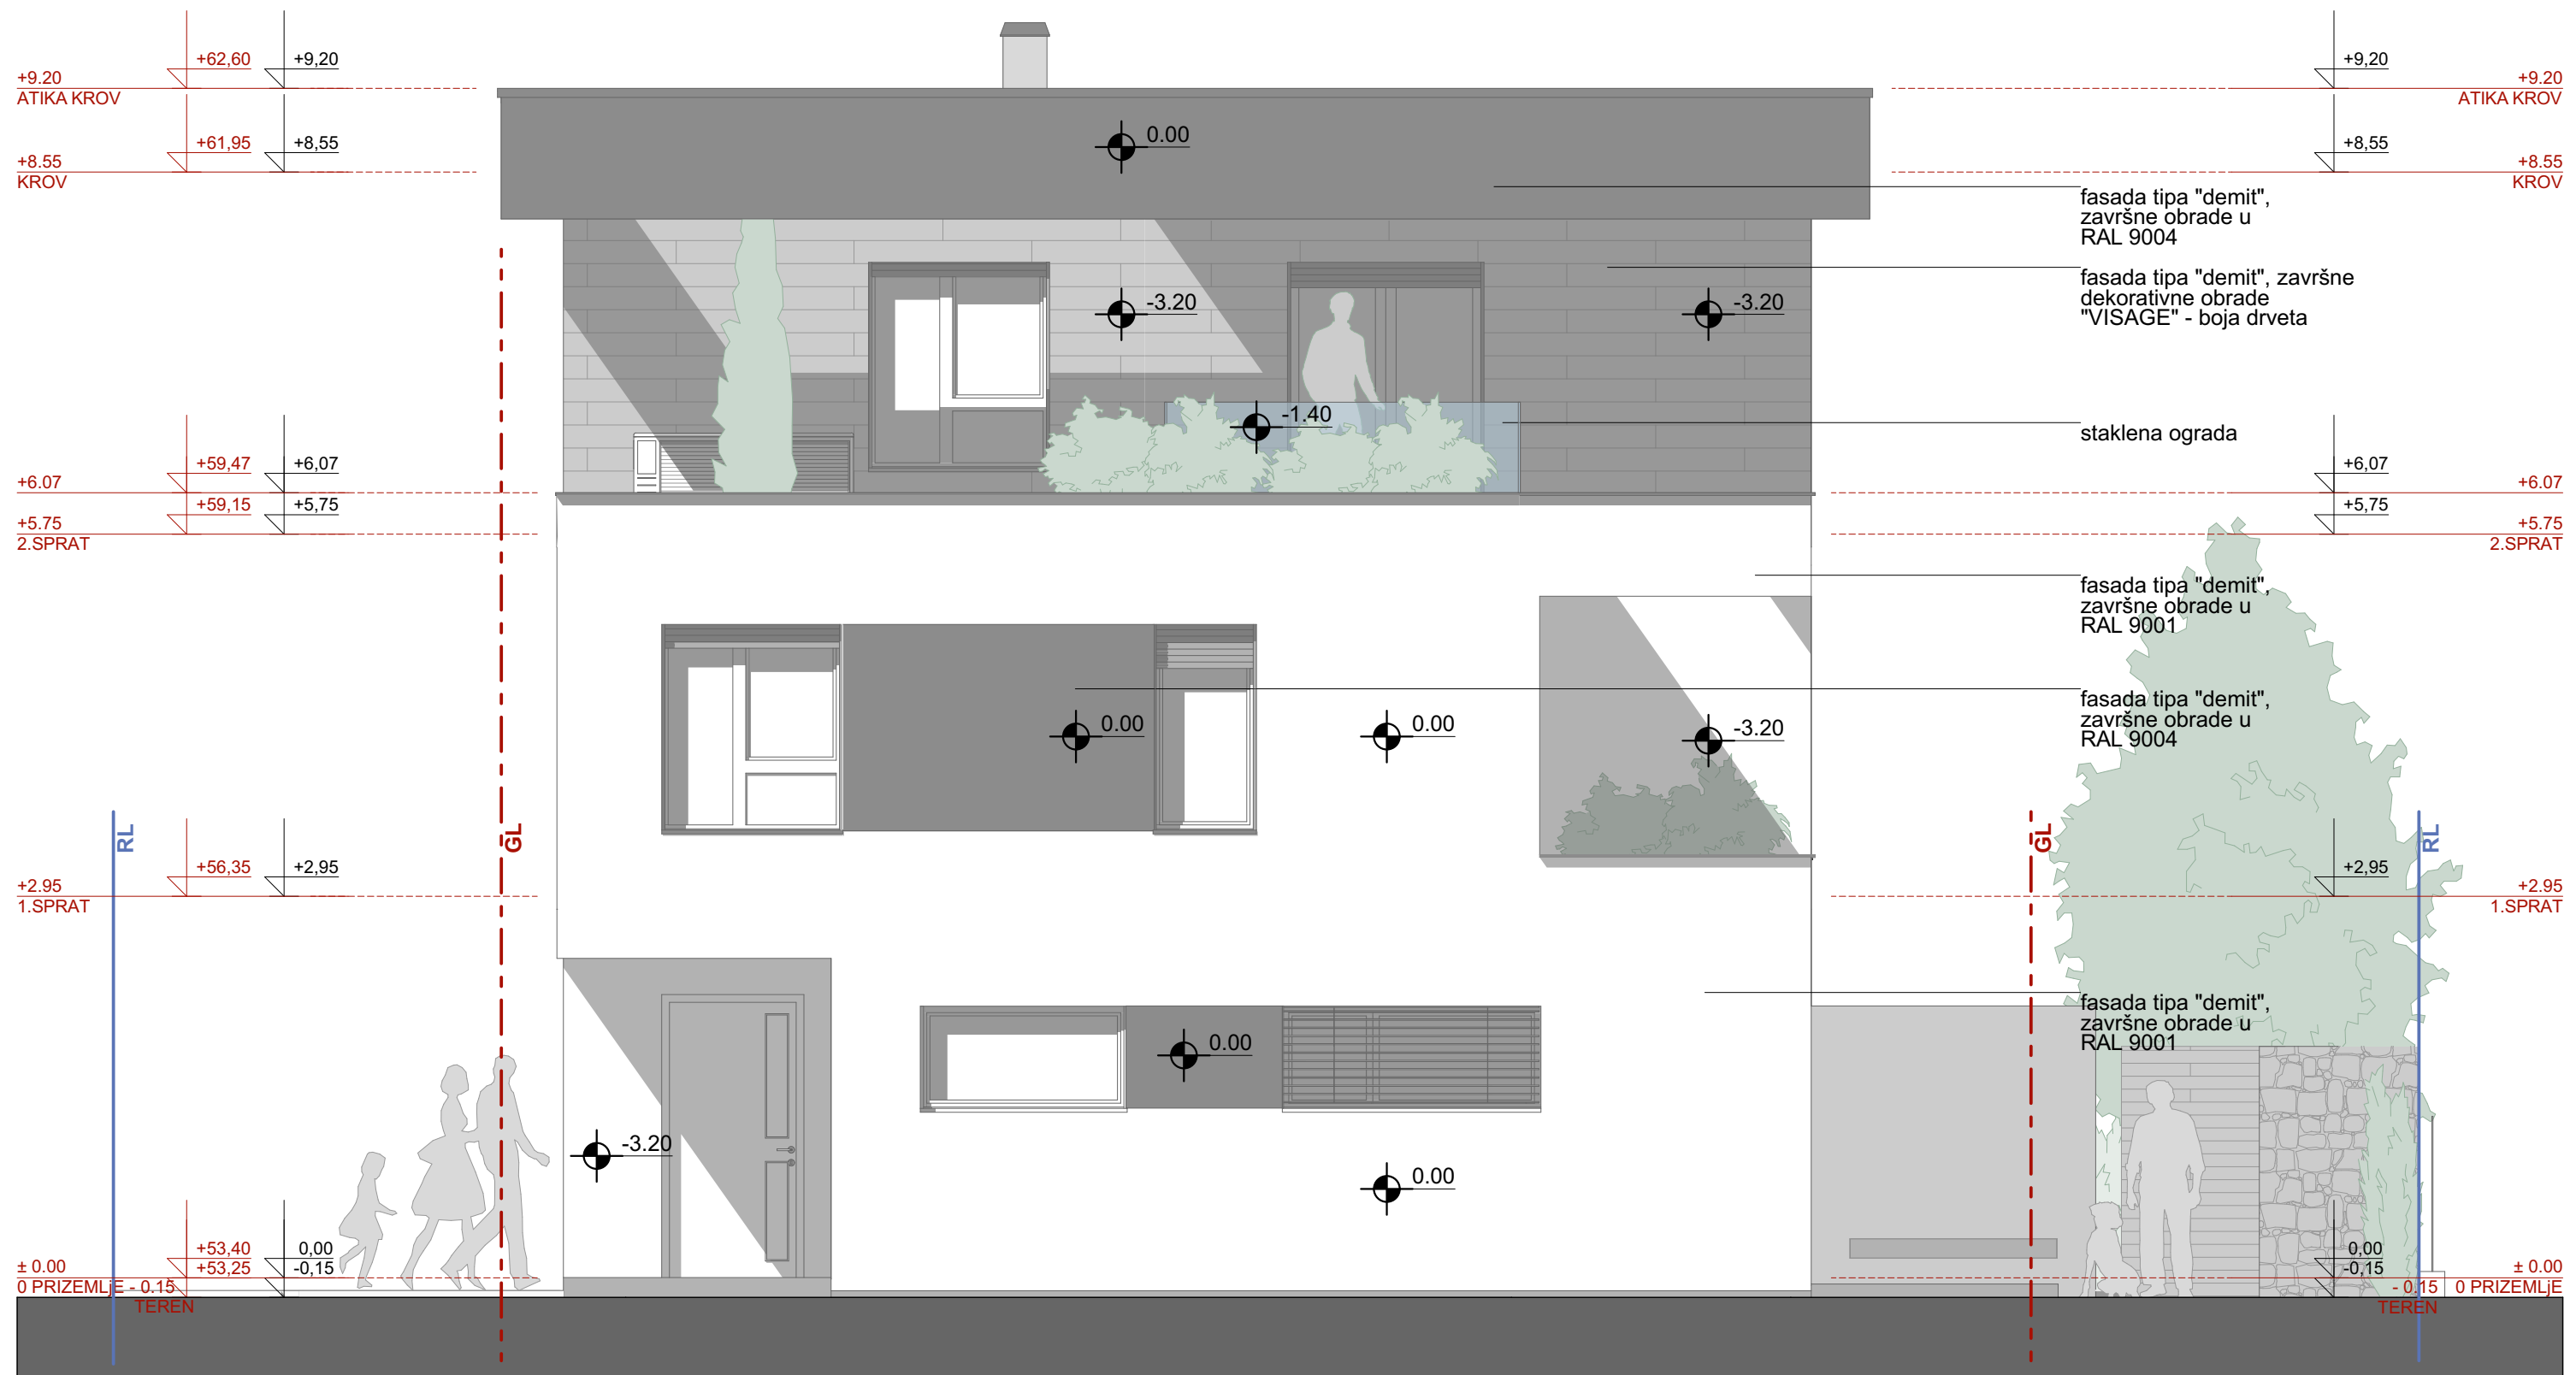 +62,60 +9,20 +9,20
+9.20 +9.20
ATIKA KROV ATIKA KROV
0.00
+61,95 +8,55 +8,55
+8.55 +8.55
KROV KROV
fasada tipa "demit",
završne obrade u
RAL 9004
fasada tipa "demit", završne
dekorativne obrade
"VISAGE" - boja drveta
-3.20 -3.20
-1.40
staklena ograda
+59,47 +6,07 +6,07
+6.07 +6.07
+59,15 +5,75 +5,75
+5.75 +5.75
2.SPRAT 2.SPRAT
fasada tipa "demit",
završne obrade u
RAL 9001
fasada tipa "demit",
završne obrade u
RAL 9004
0.00 0.00 -3.20
RL GL GL RL
+56,35 +2,95 +2,95
+2.95 +2.95
1.SPRAT 1.SPRAT
fasada tipa "demit",
završne obrade u
RAL 9001
0.00
-3.20
0.00
+53,40 0,00 0,00
± 0.00 +53,25 -0,15 -0,15 ± 0.00
0 PRIZEMLjE - 0.15 - 0.15 0 PRIZEMLjE
TEREN TEREN